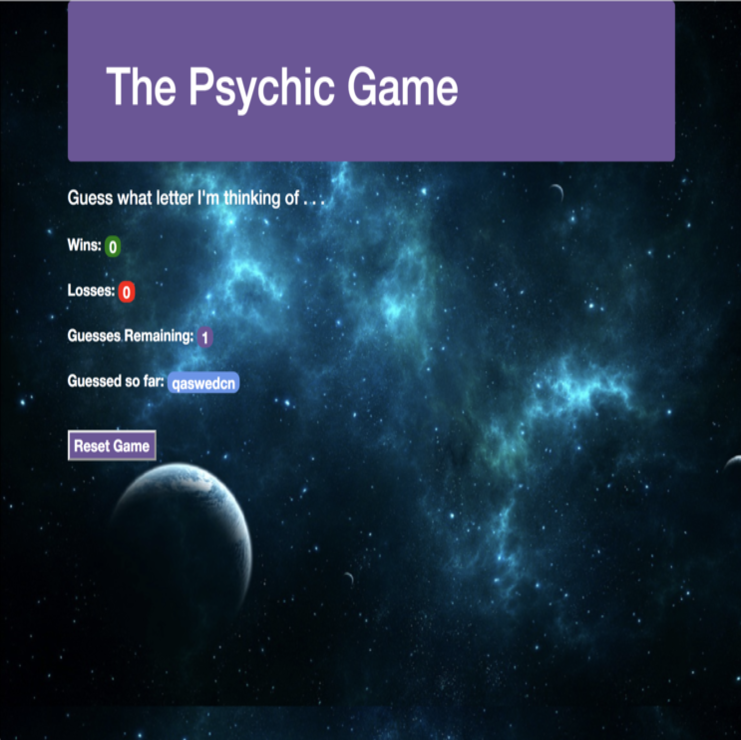 The Psychic Game
Guess what letter I'm thinking of . . .
Wins: 0
Losses: 0
Guesses Remaining: 1
Guessed so far: qaswedcn
Reset Game